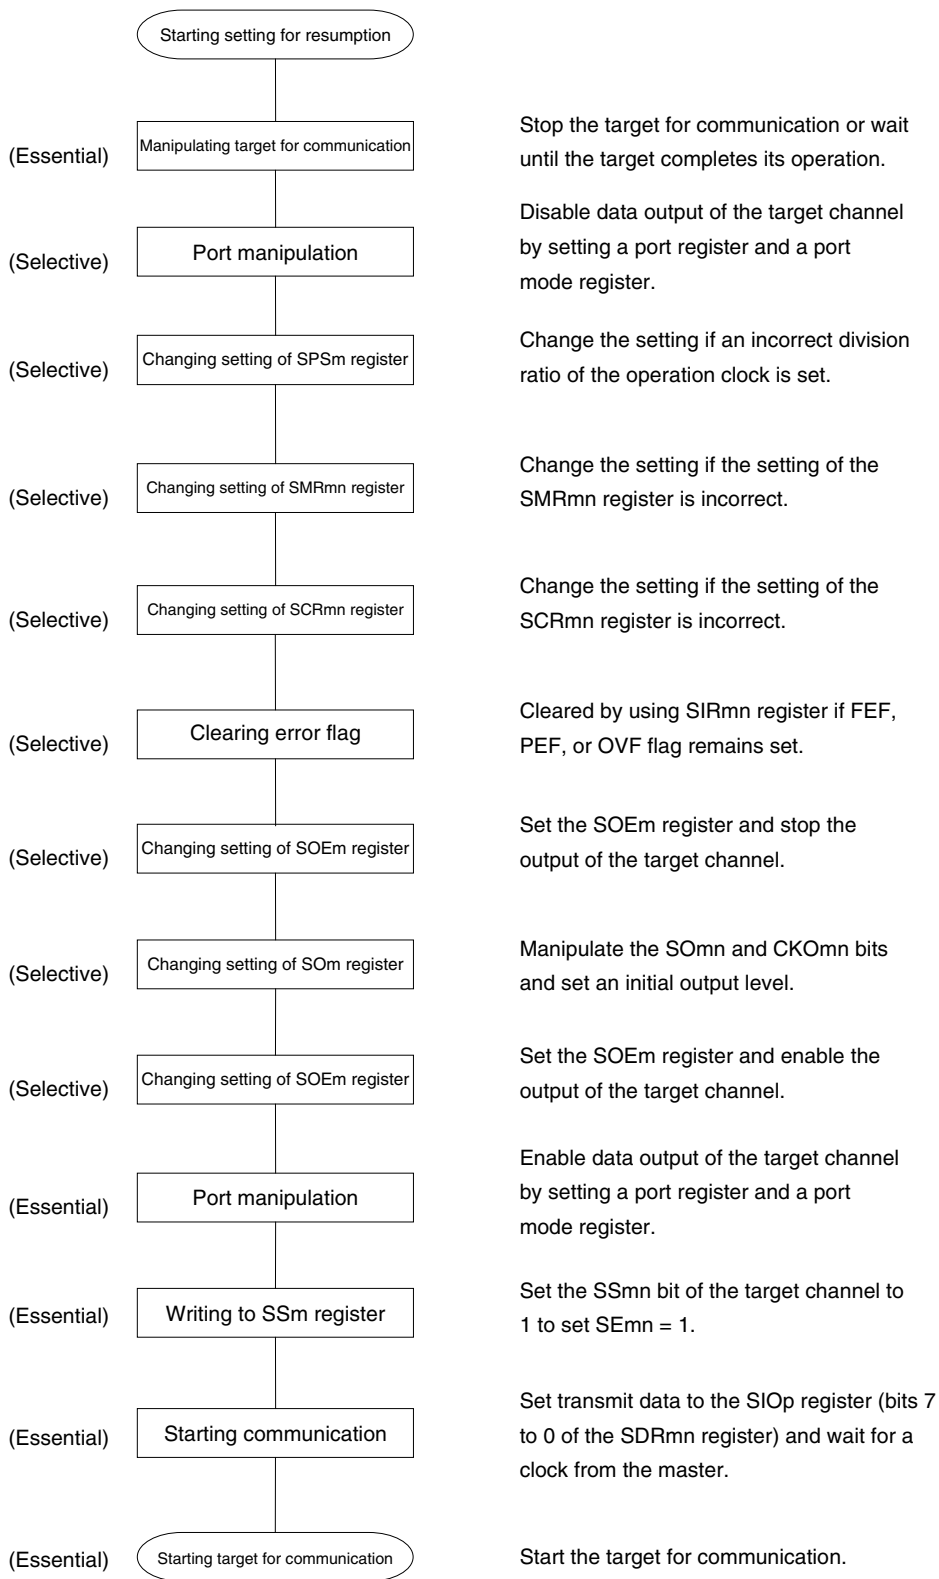 Starting setting for resumption
(Essential)
Manipulating target for communication
Stop the target for communication or wait
until the target completes its operation.
(Selective)
Port manipulation
Disable data output of the target channel
by setting a port register and a port
mode register.
(Selective)
Changing setting of SPSm register
Change the setting if an incorrect division
ratio of the operation clock is set.
(Selective)
Changing setting of SMRmn register
Change the setting if the setting of the
SMRmn register is incorrect.
(Selective)
Changing setting of SCRmn register
Change the setting if the setting of the
SCRmn register is incorrect.
(Selective)
Clearing error flag
Cleared by using SIRmn register if FEF,
PEF, or OVF flag remains set.
(Selective)
Changing setting of SOEm register
Set the SOEm register and stop the
output of the target channel.
(Selective)
Changing setting of SOm register
Manipulate the SOmn and CKOmn bits
and set an initial output level.
(Selective)
Changing setting of SOEm register
Set the SOEm register and enable the
output of the target channel.
(Essential)
Port manipulation
Enable data output of the target channel
by setting a port register and a port
mode register.
(Essential)
Writing to SSm register
Set the SSmn bit of the target channel to
1 to set SEmn = 1.
(Essential)
Starting communication
Set transmit data to the SIOp register (bits 7
to 0 of the SDRmn register) and wait for a
clock from the master.
(Essential)
Starting target for communication
Start the target for communication.